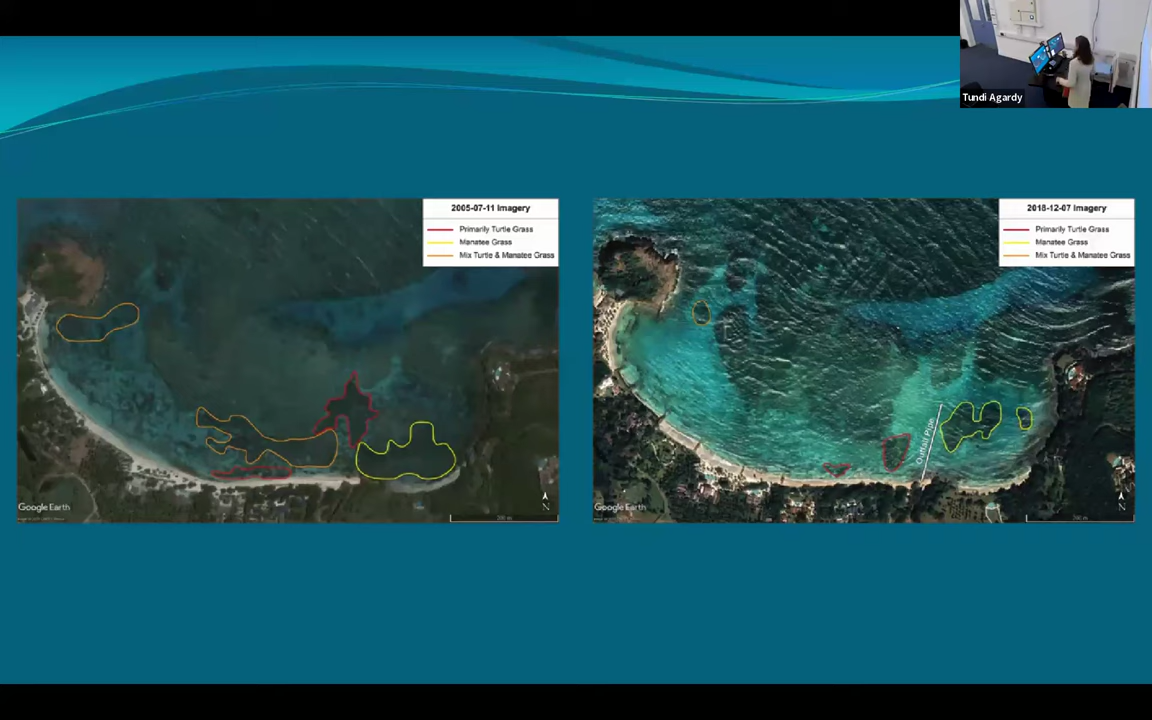 Tundi Agardy
2005-07-11 Imagery
Primarily Turtle Grass
Manatee Grass
Mix Turtle & Manatee Grass
Google Earth
N
2018-12-07 Imagery
Primarily Turtle Grass
Manatee Grass
Mix Turtle & Manatee Grass
Outfall Pipe
Google Earth
N